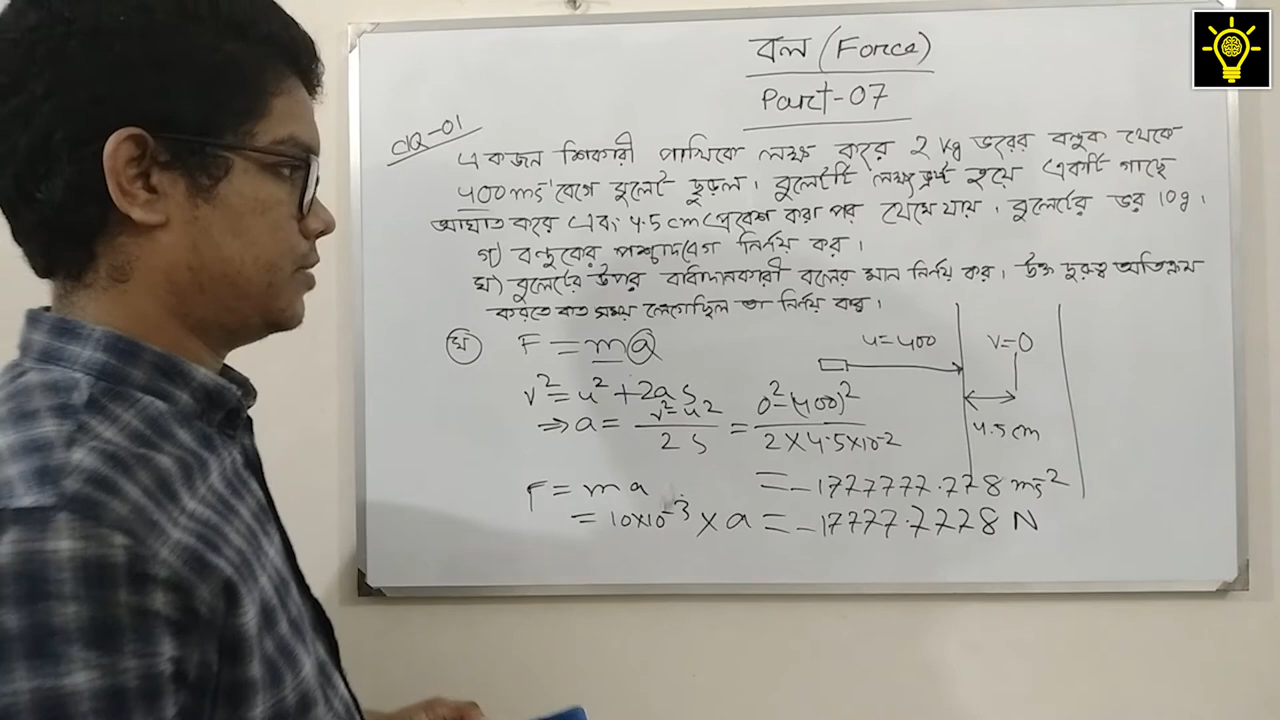 বল (Force)
Part-07
CQ-01
একজন শিকারী পাখিকে লক্ষ্য করে 2 kg ভরের বন্দুক থেকে
400 ms⁻¹ বেগে বুলেট ছুড়ল। বুলেটটি লক্ষ্যভ্রষ্ট হয়ে একটি গাছে
আঘাত করে এবং 4.5 cm প্রবেশ করা পর থেমে যায়। বুলেটের ভর 10g।
গ) বন্দুকের পশ্চাদবেগ নির্ণয় কর।
ঘ) বুলেটের উপর বাধাদানকারী বলের মান নির্ণয় কর। উক্ত দুরত্ব অতিক্রম
করতে কত সময় লেগেছিল তা নির্ণয় কর।
ঘ F = ma
v² = u² + 2as
⇒ a = v² - u² / 2s = 0² - (400)² / 2 × 4.5 × 10⁻²
= -1777777.778 ms⁻²
F = ma
= 10×10⁻³ × a = -17777.7778 N
u = 400
v = 0
4.5 cm